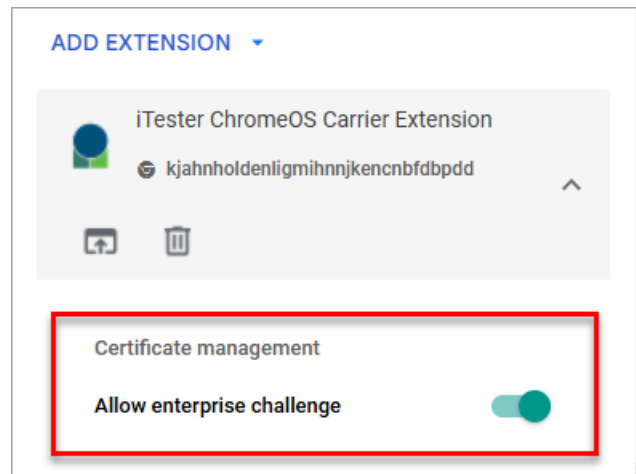 ADD EXTENSION
iTester ChromeOS Carrier Extension
kjahnholdenligmihnnjkencnbfdbpdd
Certificate management
Allow enterprise challenge